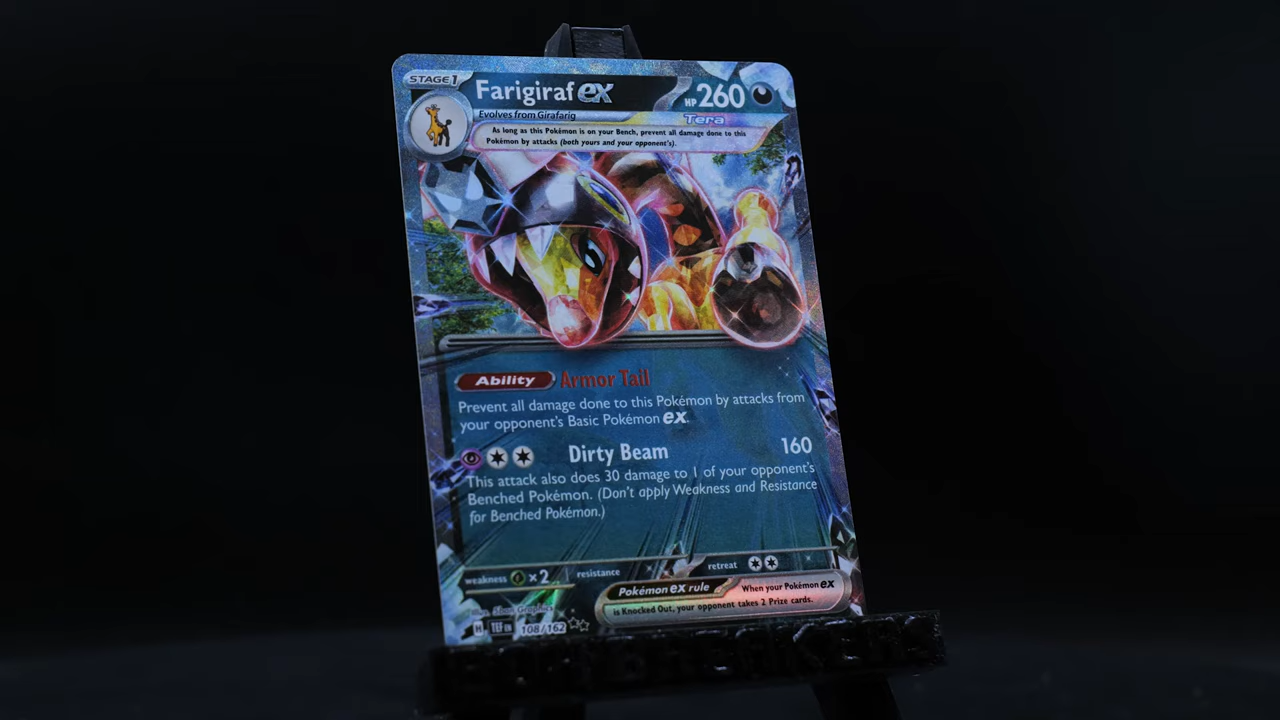 STAGE 1
Farigiraf ex
HP 260
Evolves from Girafarig
Tera
As long as this Pokémon is on your Bench, prevent all damage done to this
Pokémon by attacks (both yours and your opponent's).
Ability Armor Tail
Prevent all damage done to this Pokémon by attacks from
your opponent's Basic Pokémon ex.
Dirty Beam 160
This attack also does 30 damage to 1 of your opponent's
Benched Pokémon. (Don't apply Weakness and Resistance
for Benched Pokémon.)
weakness ×2 resistance retreat
Pokémon ex rule When your Pokémon ex
is Knocked Out, your opponent takes 2 Prize cards.
H TEF EN 108/162